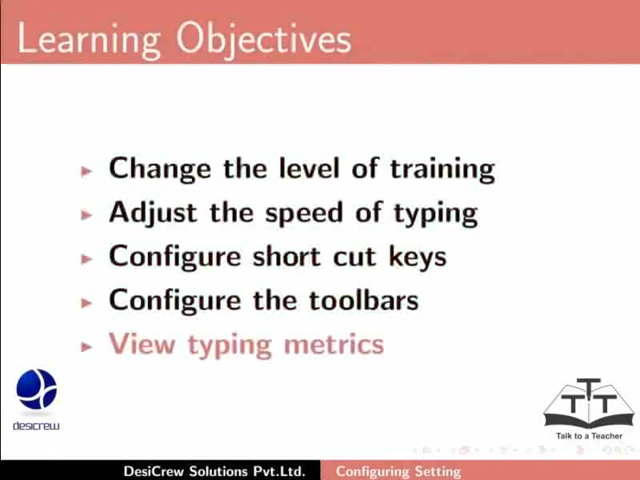 Learning Objectives
Change the level of training
Adjust the speed of typing
Configure short cut keys
Configure the toolbars
View typing metrics
desicrew
TTT
Talk to a Teacher
DesiCrew Solutions Pvt.Ltd. Configuring Setting